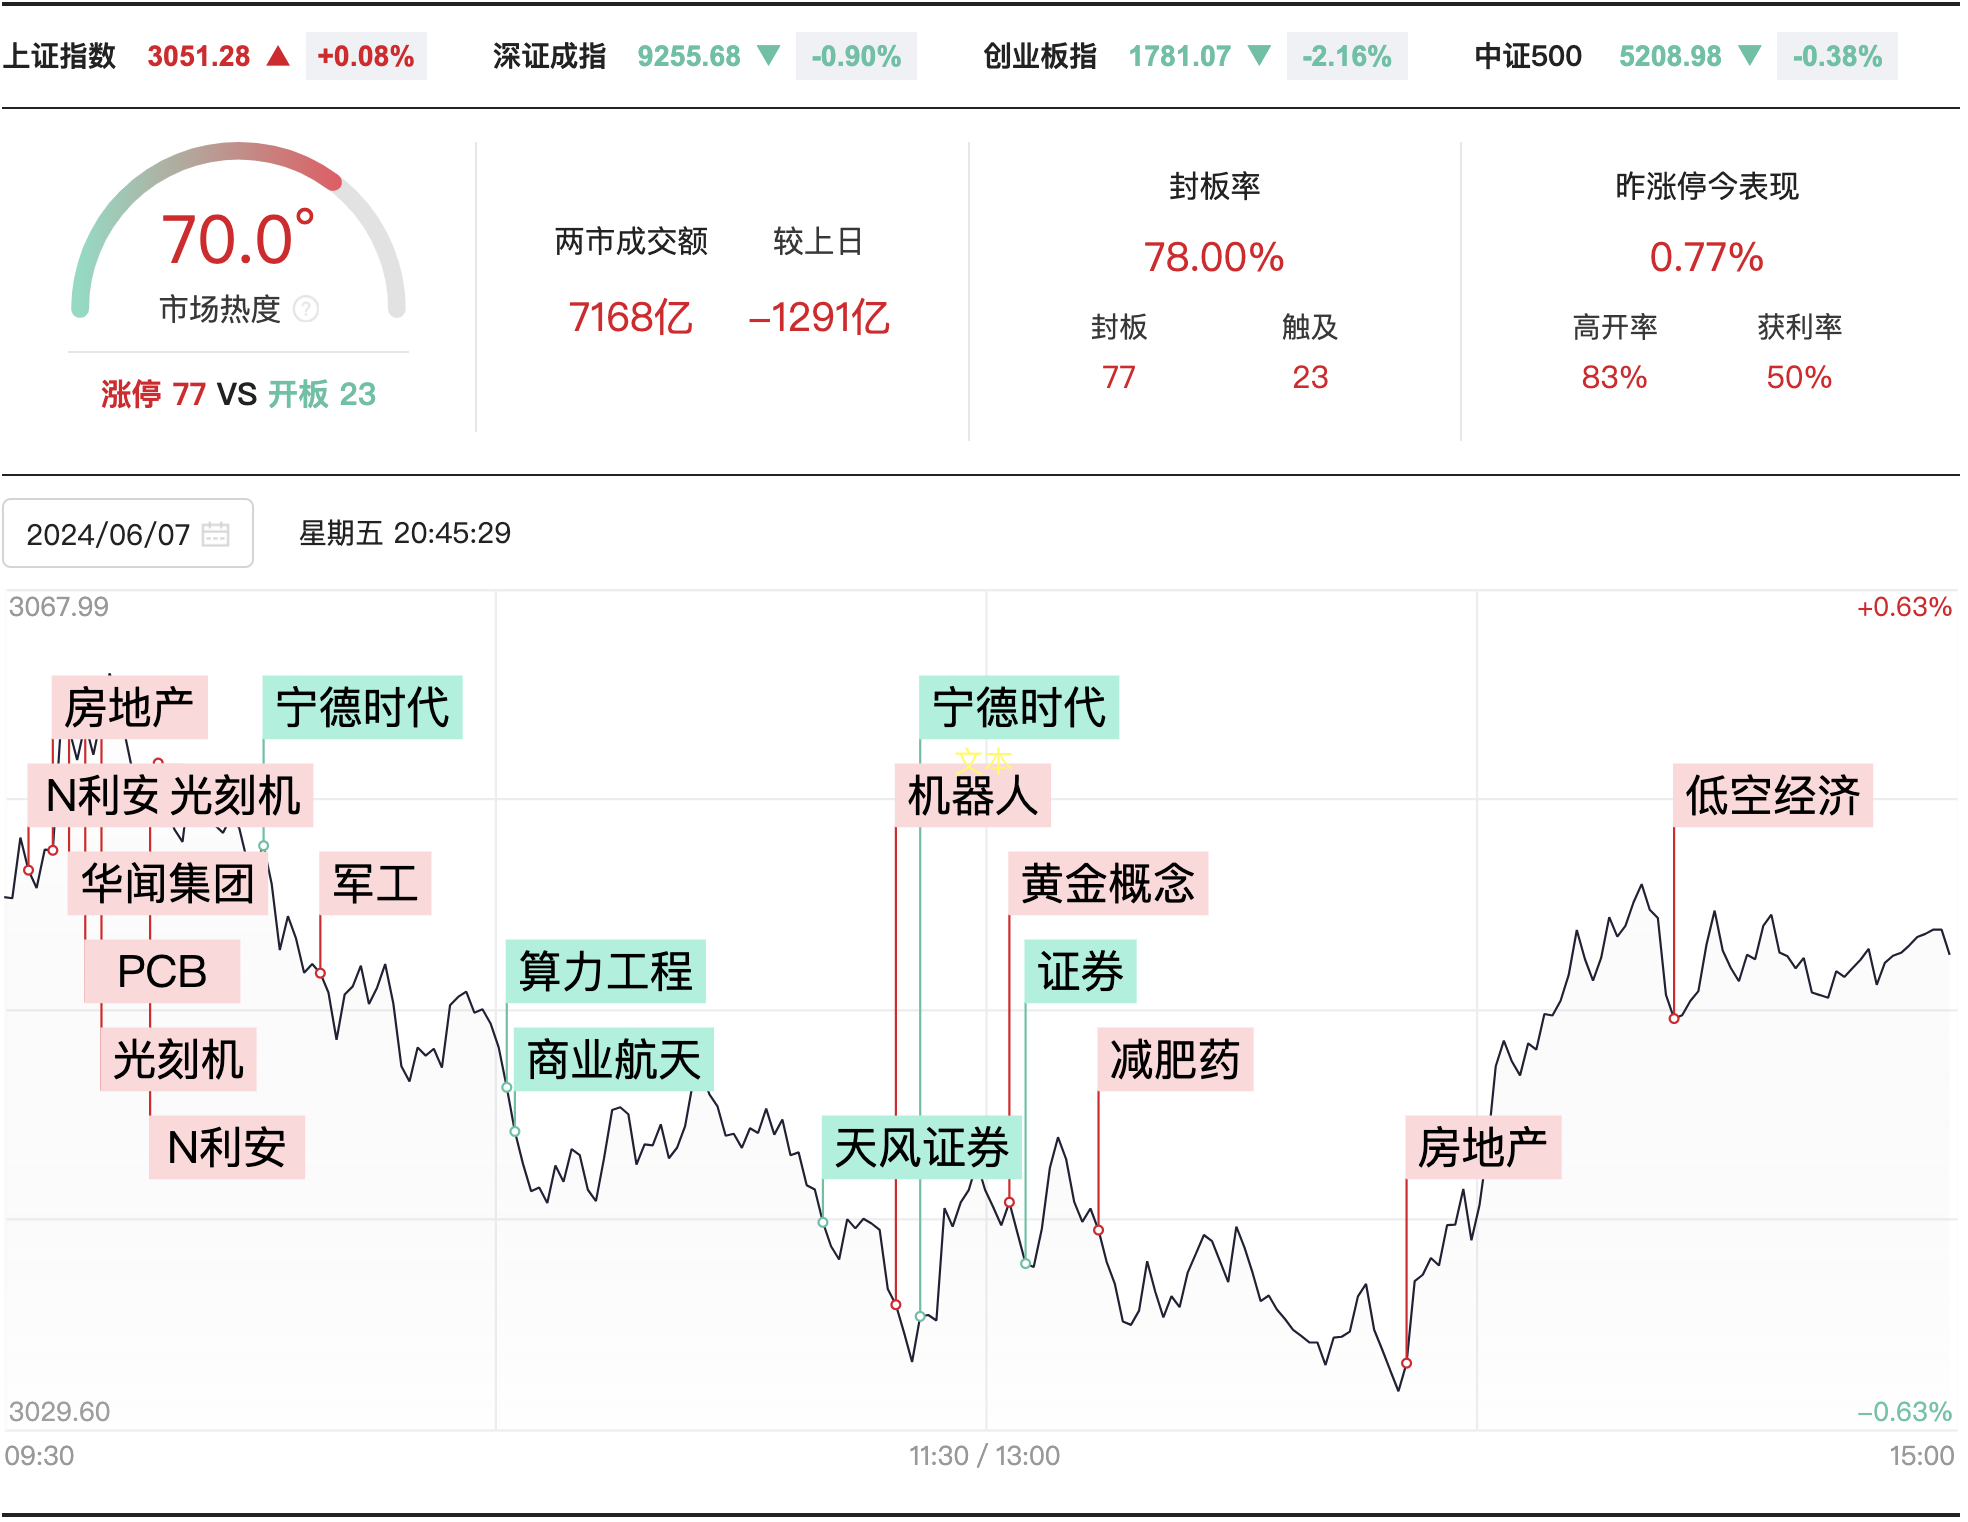 上证指数 3051.28 ▲ +0.08% 深证成指 9255.68 ▼ -0.90% 创业板指 1781.07 ▼ -2.16% 中证500 5208.98 ▼ -0.38%
70.0°
市场热度 ?
涨停 77 VS 开板 23
两市成交额 较上日
7168亿 −1291亿
封板率
78.00%
封板 触及
77 23
昨涨停今表现
0.77%
高开率 获利率
83% 50%
2024/06/07 星期五 20:45:29
3067.99 +0.63%
房地产 宁德时代 宁德时代
文本
N利安 光刻机 机器人 低空经济
华闻集团 军工 黄金概念
PCB 算力工程 证券
光刻机 商业航天 减肥药
N利安 天风证券 房地产
3029.60 −0.63%
09:30 11:30 / 13:00 15:00